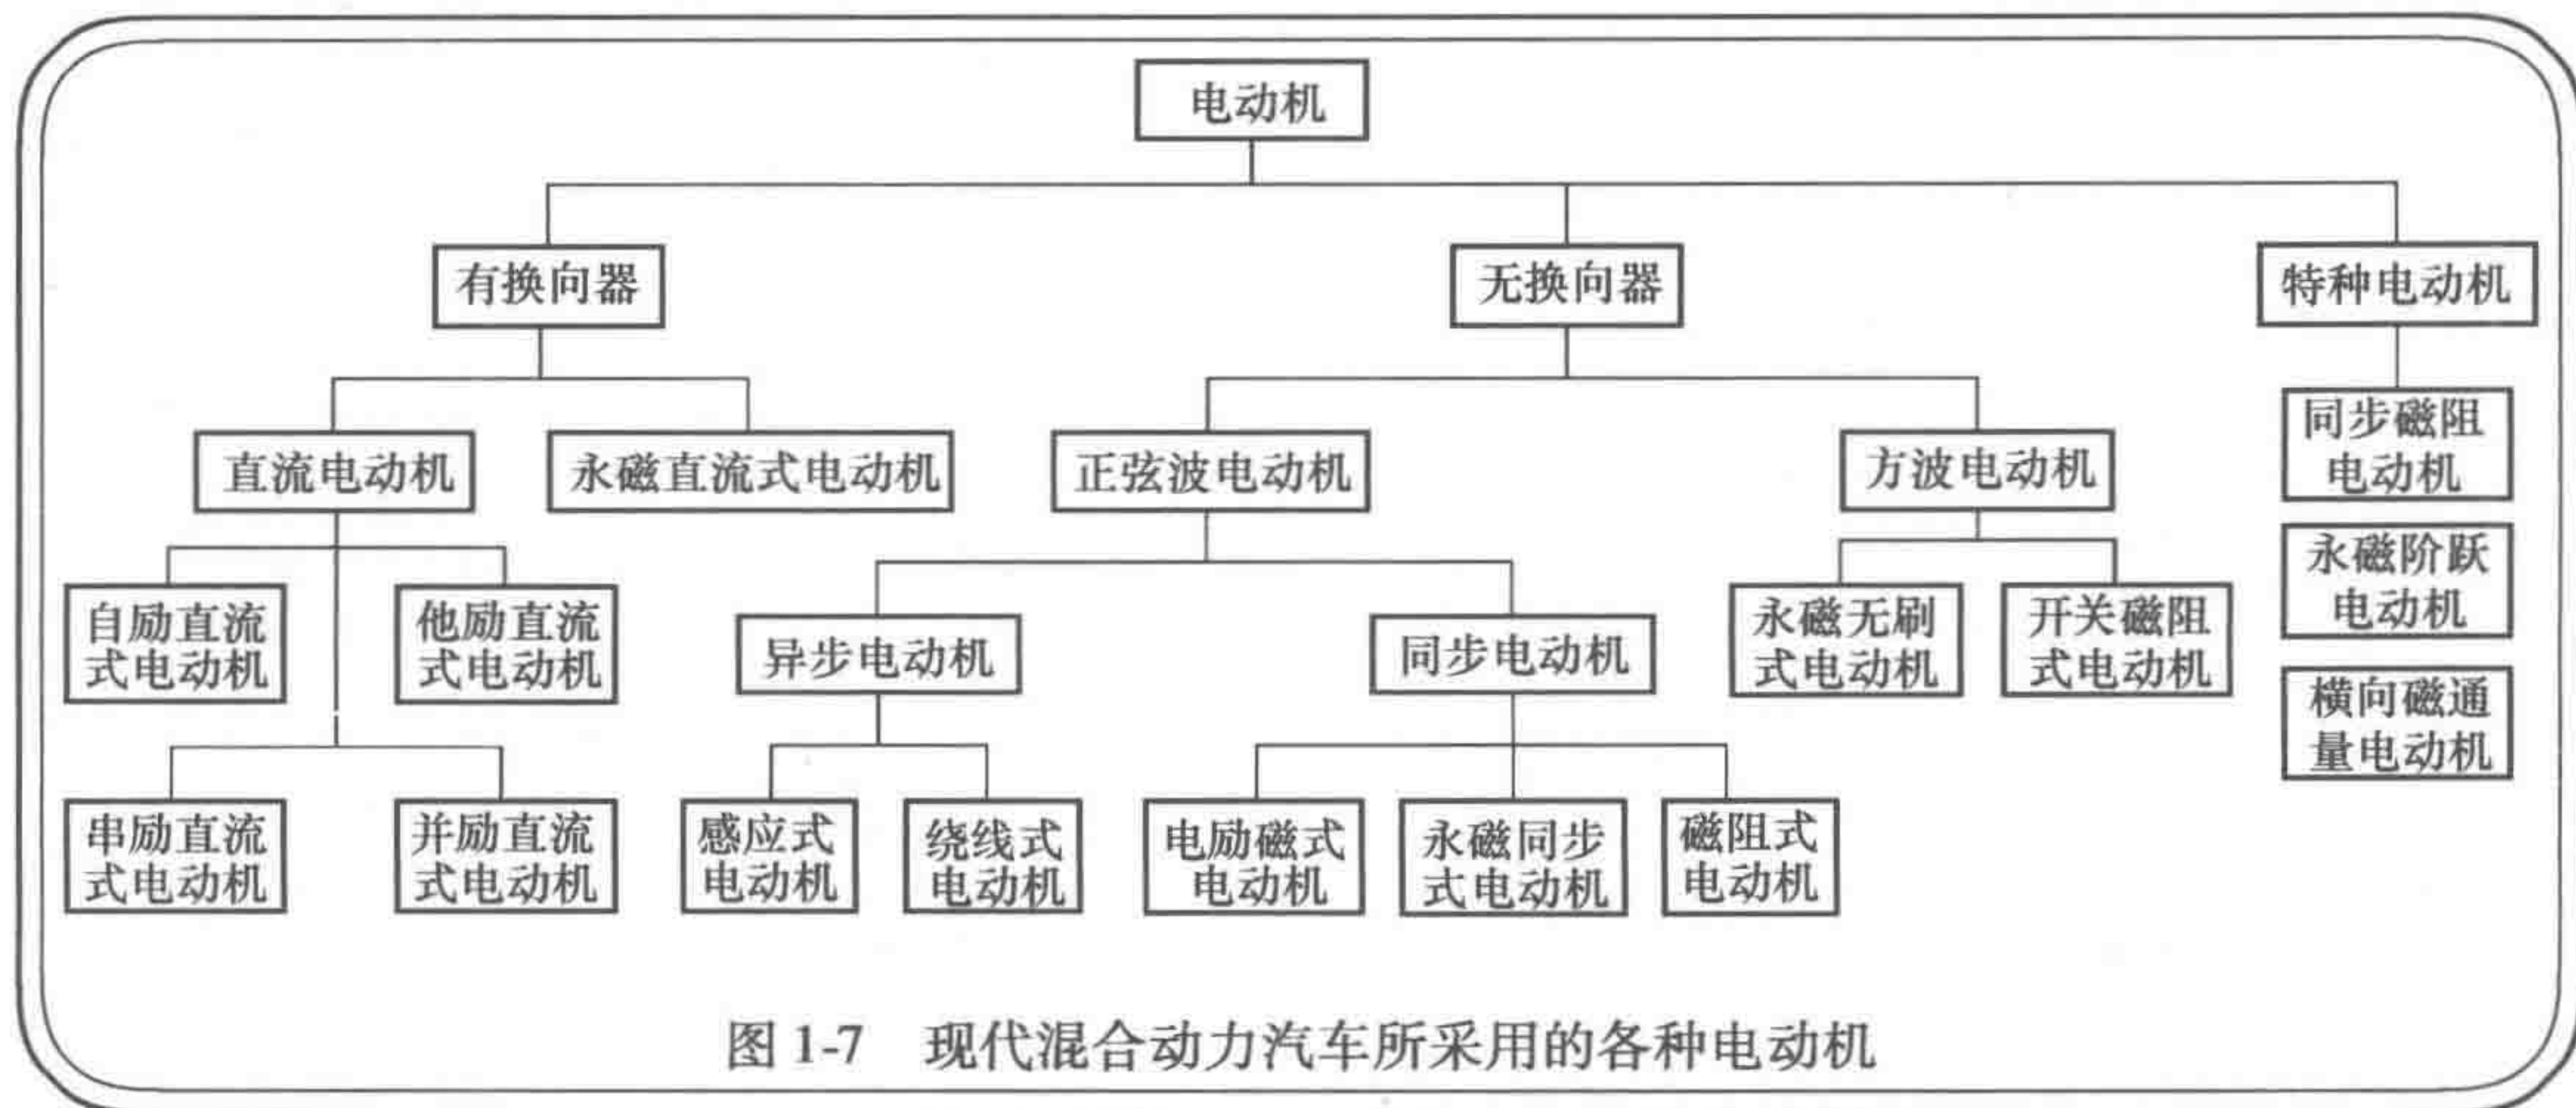 电动机
有换向器
无换向器
特种电动机
直流电动机
永磁直流式电动机
正弦波电动机
方波电动机
同步磁阻
电动机
永磁阶跃
电动机
横向磁通
量电动机
自励直流
式电动机
他励直流
式电动机
异步电动机
同步电动机
永磁无刷
式电动机
开关磁阻
式电动机
串励直流
式电动机
并励直流
式电动机
感应式
电动机
绕线式
电动机
电励磁式
电动机
永磁同步
式电动机
磁阻式
电动机
图 1-7 现代混合动力汽车所采用的各种电动机